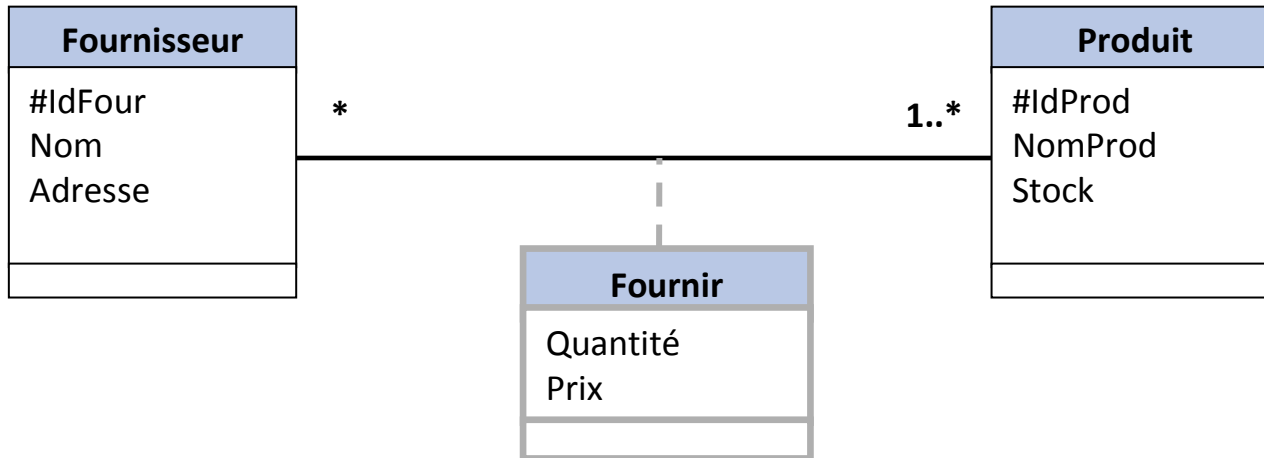 Fournisseur
#IdFour
Nom
Adresse
*
1..*
Produit
#IdProd
NomProd
Stock
Fournir
Quantité
Prix